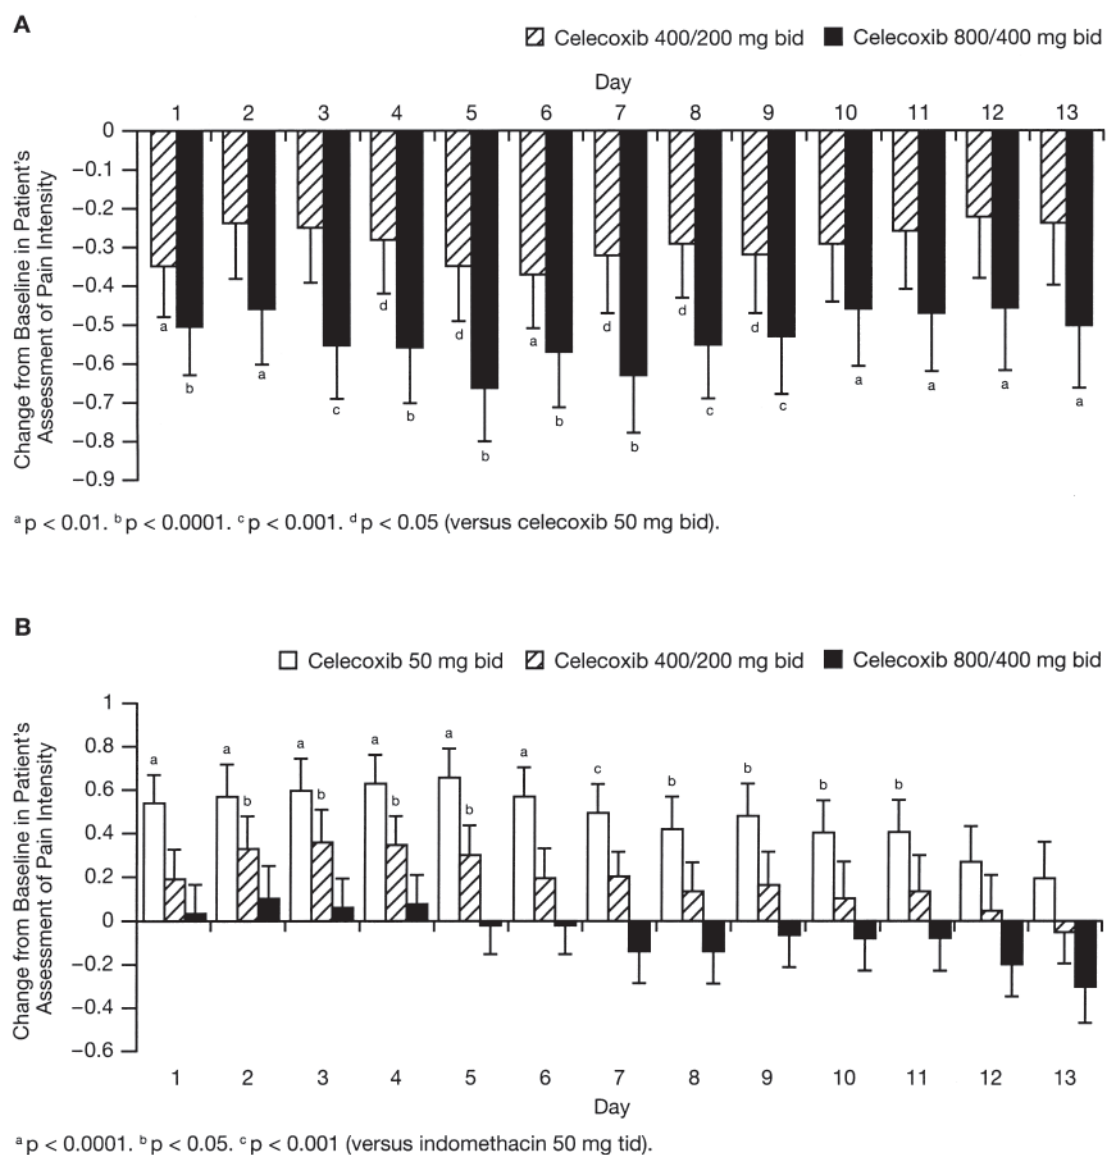 A
Celecoxib 400/200 mg bid Celecoxib 800/400 mg bid
Day
1 2 3 4 5 6 7 8 9 10 11 12 13
Change from Baseline in Patient's
Assessment of Pain Intensity
0
−0.1
−0.2
−0.3
−0.4
−0.5
−0.6
−0.7
−0.8
−0.9
a b a c d b d b a b d b d c d c a a a a
a p < 0.01. b p < 0.0001. c p < 0.001. d p < 0.05 (versus celecoxib 50 mg bid).
B
Celecoxib 50 mg bid Celecoxib 400/200 mg bid Celecoxib 800/400 mg bid
Change from Baseline in Patient's
Assessment of Pain Intensity
1
0.8
0.6
0.4
0.2
0
−0.2
−0.4
−0.6
a a b a b a b a b a c b b b b
1 2 3 4 5 6 7 8 9 10 11 12 13
Day
a p < 0.0001. b p < 0.05. c p < 0.001 (versus indomethacin 50 mg tid).